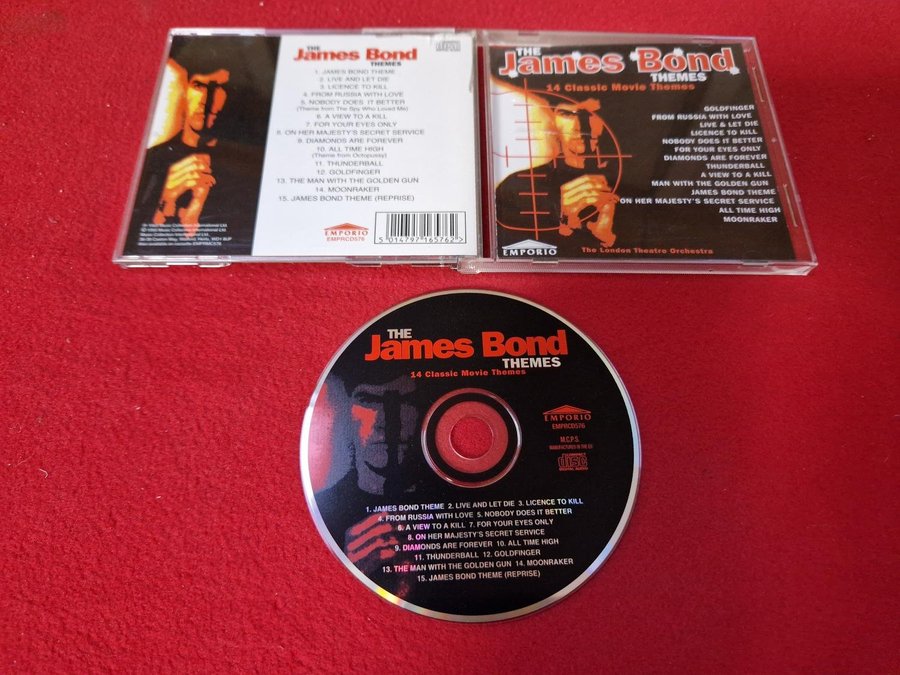 THE
James Bond
THEMES
1. JAMES BOND THEME
2. LIVE AND LET DIE
3. LICENCE TO KILL
4. FROM RUSSIA WITH LOVE
5. NOBODY DOES IT BETTER
(Theme from The Spy Who Loved Me)
6. A VIEW TO A KILL
7. FOR YOUR EYES ONLY
8. ON HER MAJESTY'S SECRET SERVICE
9. DIAMONDS ARE FOREVER
10. ALL TIME HIGH
(Theme from Octopussy)
11. THUNDERBALL
12. GOLDFINGER
13. THE MAN WITH THE GOLDEN GUN
14. MOONRAKER
15. JAMES BOND THEME (REPRISE)
Music Collection International Ltd.
EMPORIO
EMPRCD576
5 014797 165762
THE
James Bond
THEMES
14 Classic Movie Themes
GOLDFINGER
FROM RUSSIA WITH LOVE
LIVE & LET DIE
LICENCE TO KILL
NOBODY DOES IT BETTER
FOR YOUR EYES ONLY
DIAMONDS ARE FOREVER
THUNDERBALL
A VIEW TO A KILL
MAN WITH THE GOLDEN GUN
JAMES BOND THEME
ON HER MAJESTY'S SECRET SERVICE
ALL TIME HIGH
MOONRAKER
EMPORIO
The London Theatre Orchestra
THE
James Bond
THEMES
14 Classic Movie Themes
EMPORIO
EMPRCD576
M.C.P.S.
MANUFACTURED IN THE
COMPACT
disc
DIGITAL AUDIO
1. JAMES BOND THEME 2. LIVE AND LET DIE 3. LICENCE TO KILL
4. FROM RUSSIA WITH LOVE 5. NOBODY DOES IT BETTER
6. A VIEW TO A KILL 7. FOR YOUR EYES ONLY
8. ON HER MAJESTY'S SECRET SERVICE
9. DIAMONDS ARE FOREVER 10. ALL TIME HIGH
11. THUNDERBALL 12. GOLDFINGER
13. THE MAN WITH THE GOLDEN GUN 14. MOONRAKER
15. JAMES BOND THEME (REPRISE)